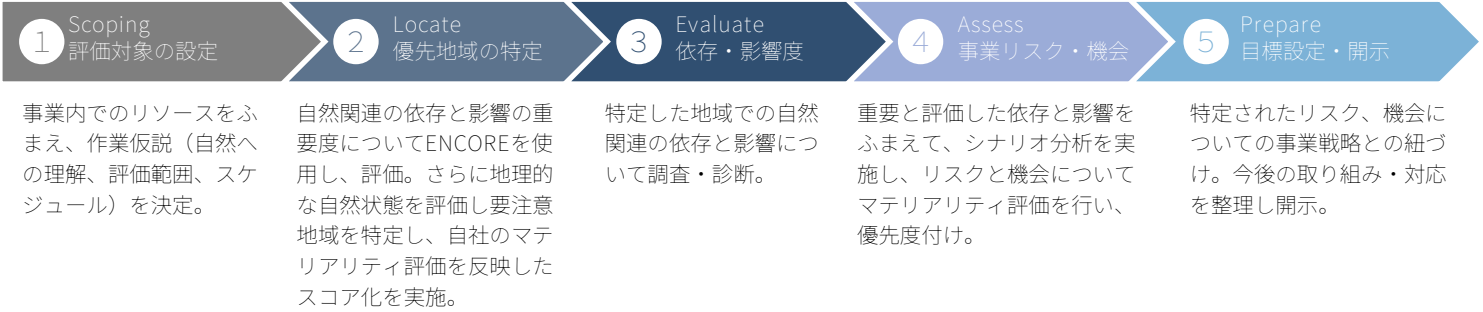 1
Scoping
評価対象の設定
事業内でのリソースをふ
まえ、作業仮説（自然へ
の理解、評価範囲、スケ
ジュール）を決定。
2
Locate
優先地域の特定
自然関連の依存と影響の重
要度についてENCOREを使
用し、評価。さらに地理的
な自然状態を評価し要注意
地域を特定し、自社のマテ
リアリティ評価を反映した
スコア化を実施。
3
Evaluate
依存・影響度
特定した地域での自然
関連の依存と影響につ
いて調査・診断。
4
Assess
事業リスク・機会
重要と評価した依存と影響を
ふまえて、シナリオ分析を実
施し、リスクと機会について
マテリアリティ評価を行い、
優先度付け。
5
Prepare
目標設定・開示
特定されたリスク、機会に
ついての事業戦略との紐づ
け。今後の取り組み・対応
を整理し開示。